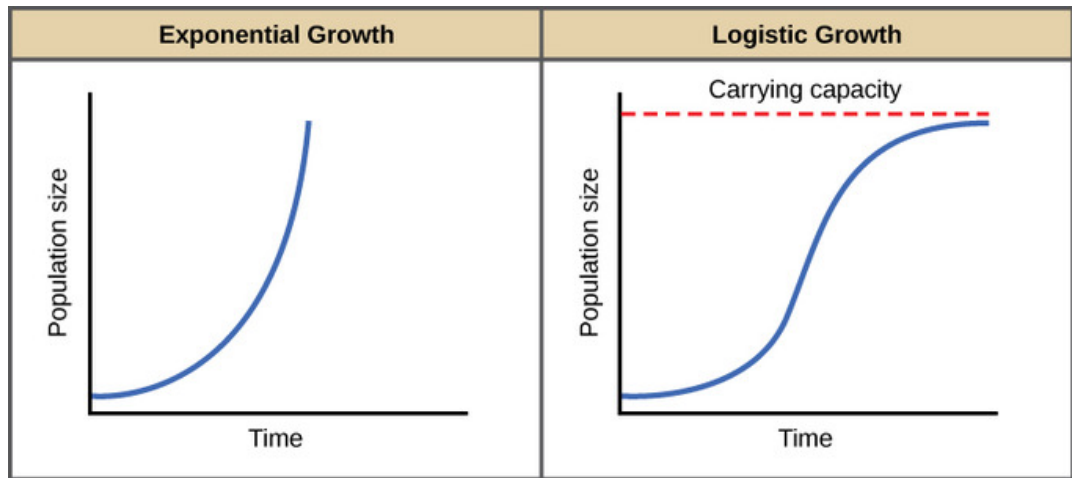 Exponential Growth
Logistic Growth
Population size
Time
Carrying capacity
Population size
Time